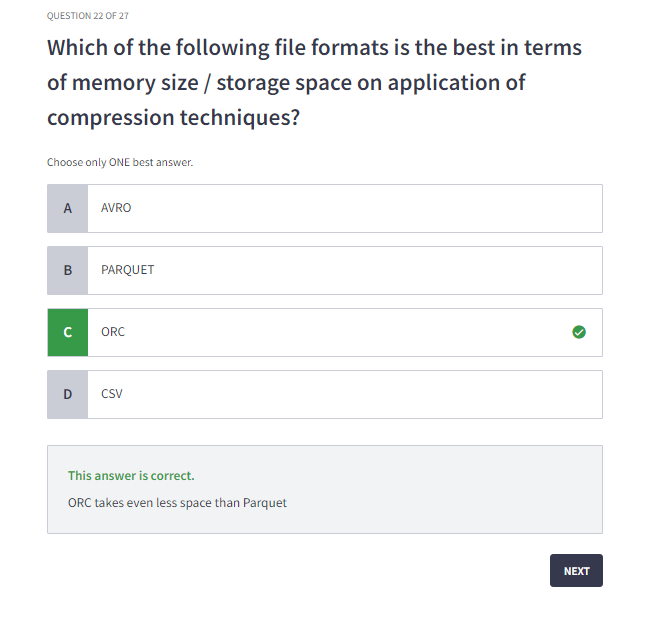 QUESTION 22 OF 27
Which of the following file formats is the best in terms
of memory size / storage space on application of
compression techniques?
Choose only ONE best answer.
A AVRO
B PARQUET
C ORC
D CSV
This answer is correct.
ORC takes even less space than Parquet
NEXT